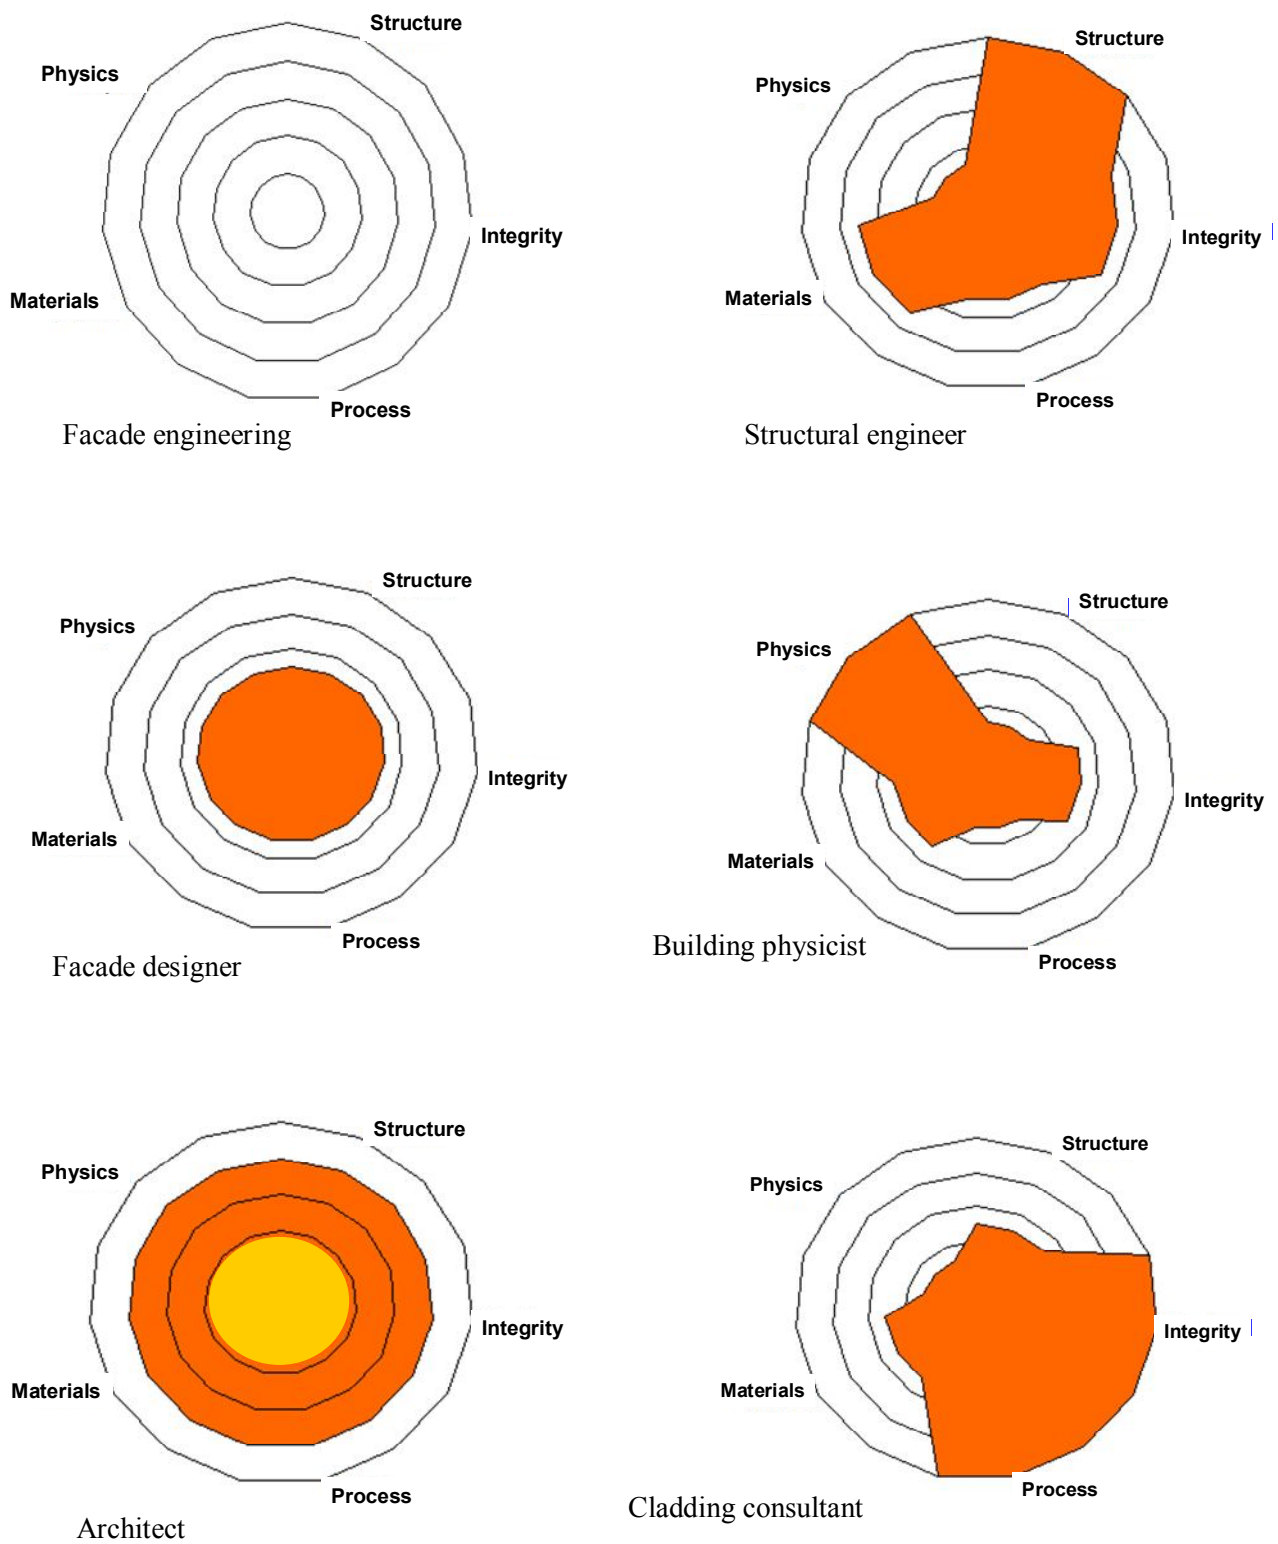 Structure
Physics
Integrity
Materials
Process
Facade engineering
Structure
Physics
Integrity
Materials
Process
Structural engineer
Structure
Physics
Integrity
Materials
Process
Facade designer
Structure
Physics
Integrity
Materials
Process
Building physicist
Structure
Physics
Integrity
Materials
Process
Architect
Structure
Physics
Integrity
Materials
Process
Cladding consultant